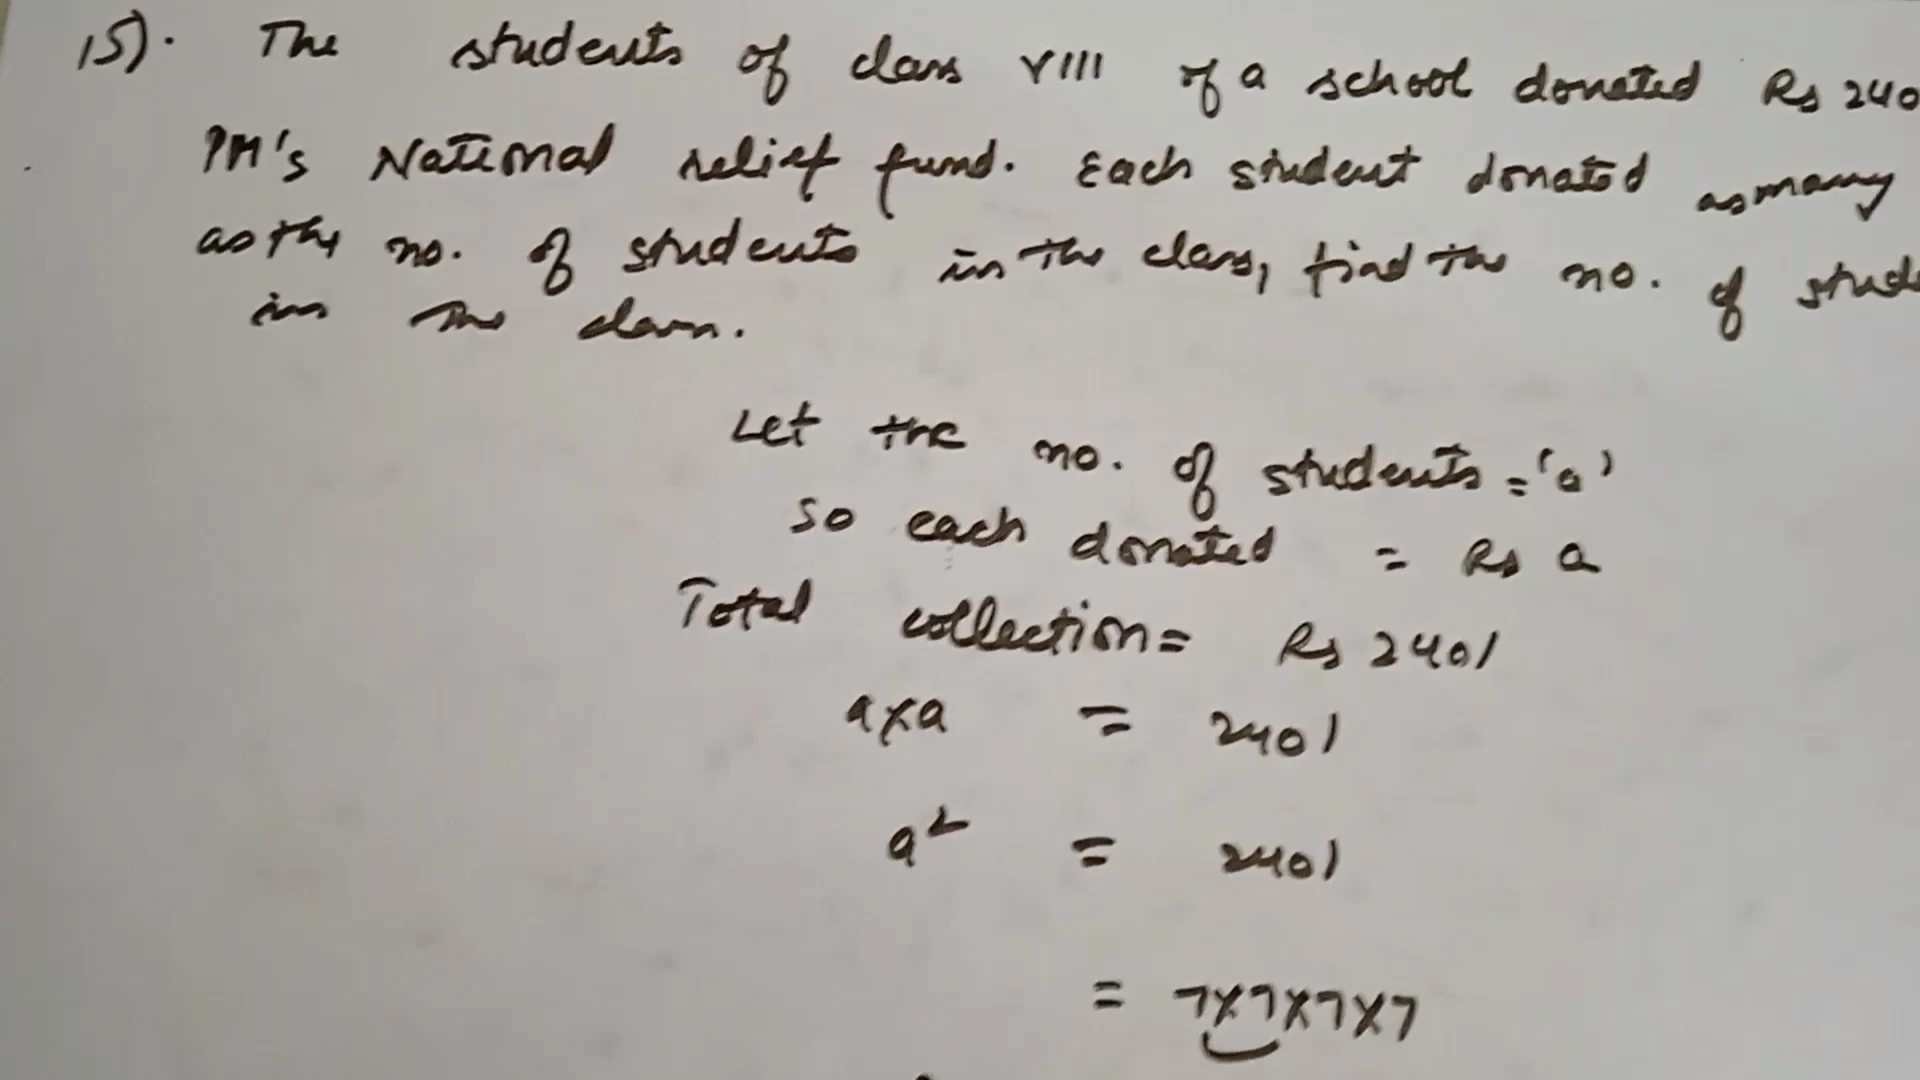 15). The students of class VIII of a school donated Rs 240
PM's National relief fund. Each student donated as many
as the no. of students in the class, find the no. of stude
in the class.
Let the no. of students = 'a'
so each donated = Rs a
Total collection = Rs 2401
a×a = 2401
a² = 2401
= 7×7×7×7